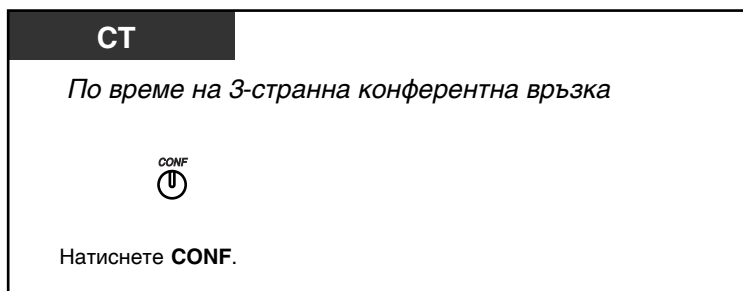 СТ
По време на 3-странна конферентна връзка
CONF
Натиснете CONF.